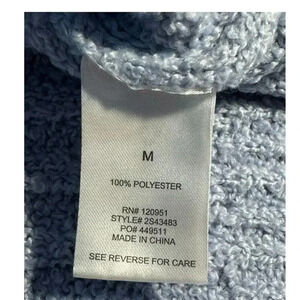 M
100% POLYESTER
RN# 120951
STYLE# 2S43483
PO# 449511
MADE IN CHINA
SEE REVERSE FOR CARE